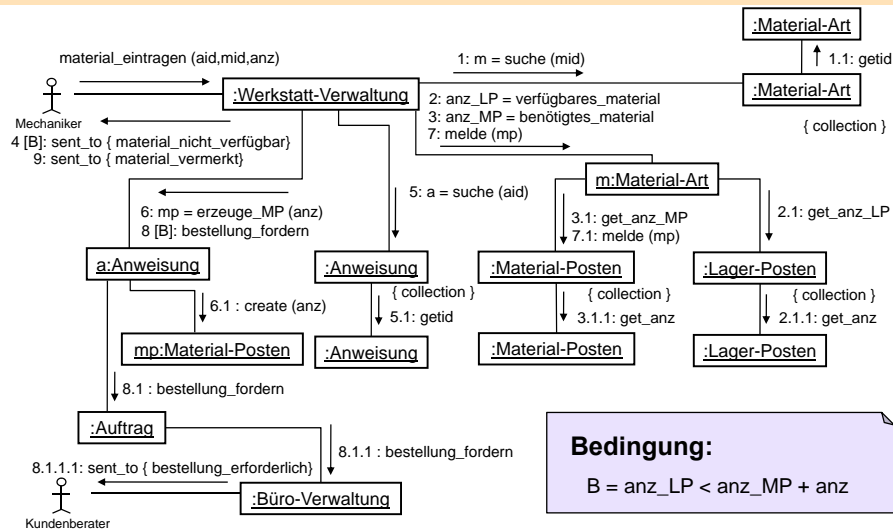 :Material-Art
material_eintragen (aid,mid,anz)
1: m = suche (mid)
1.1: getid
:Werkstatt-Verwaltung
:Material-Art
Mechaniker
2: anz_LP = verfügbares_material
3: anz_MP = benötigtes_material
7: melde (mp)
{ collection }
4 [B]: sent_to { material_nicht_verfügbar}
9: sent_to { material_vermerkt}
m:Material-Art
5: a = suche (aid)
6: mp = erzeuge_MP (anz)
8 [B]: bestellung_fordern
3.1: get_anz_MP
7.1: melde (mp)
2.1: get_anz_LP
a:Anweisung
:Anweisung
:Material-Posten
:Lager-Posten
{ collection }
{ collection }
{ collection }
6.1 : create (anz)
5.1: getid
3.1.1: get_anz
2.1.1: get_anz
mp:Material-Posten
:Anweisung
:Material-Posten
:Lager-Posten
8.1 : bestellung_fordern
:Auftrag
8.1.1 : bestellung_fordern
Bedingung:
8.1.1.1: sent_to { bestellung_erforderlich}
B = anz_LP < anz_MP + anz
:Büro-Verwaltung
Kundenberater